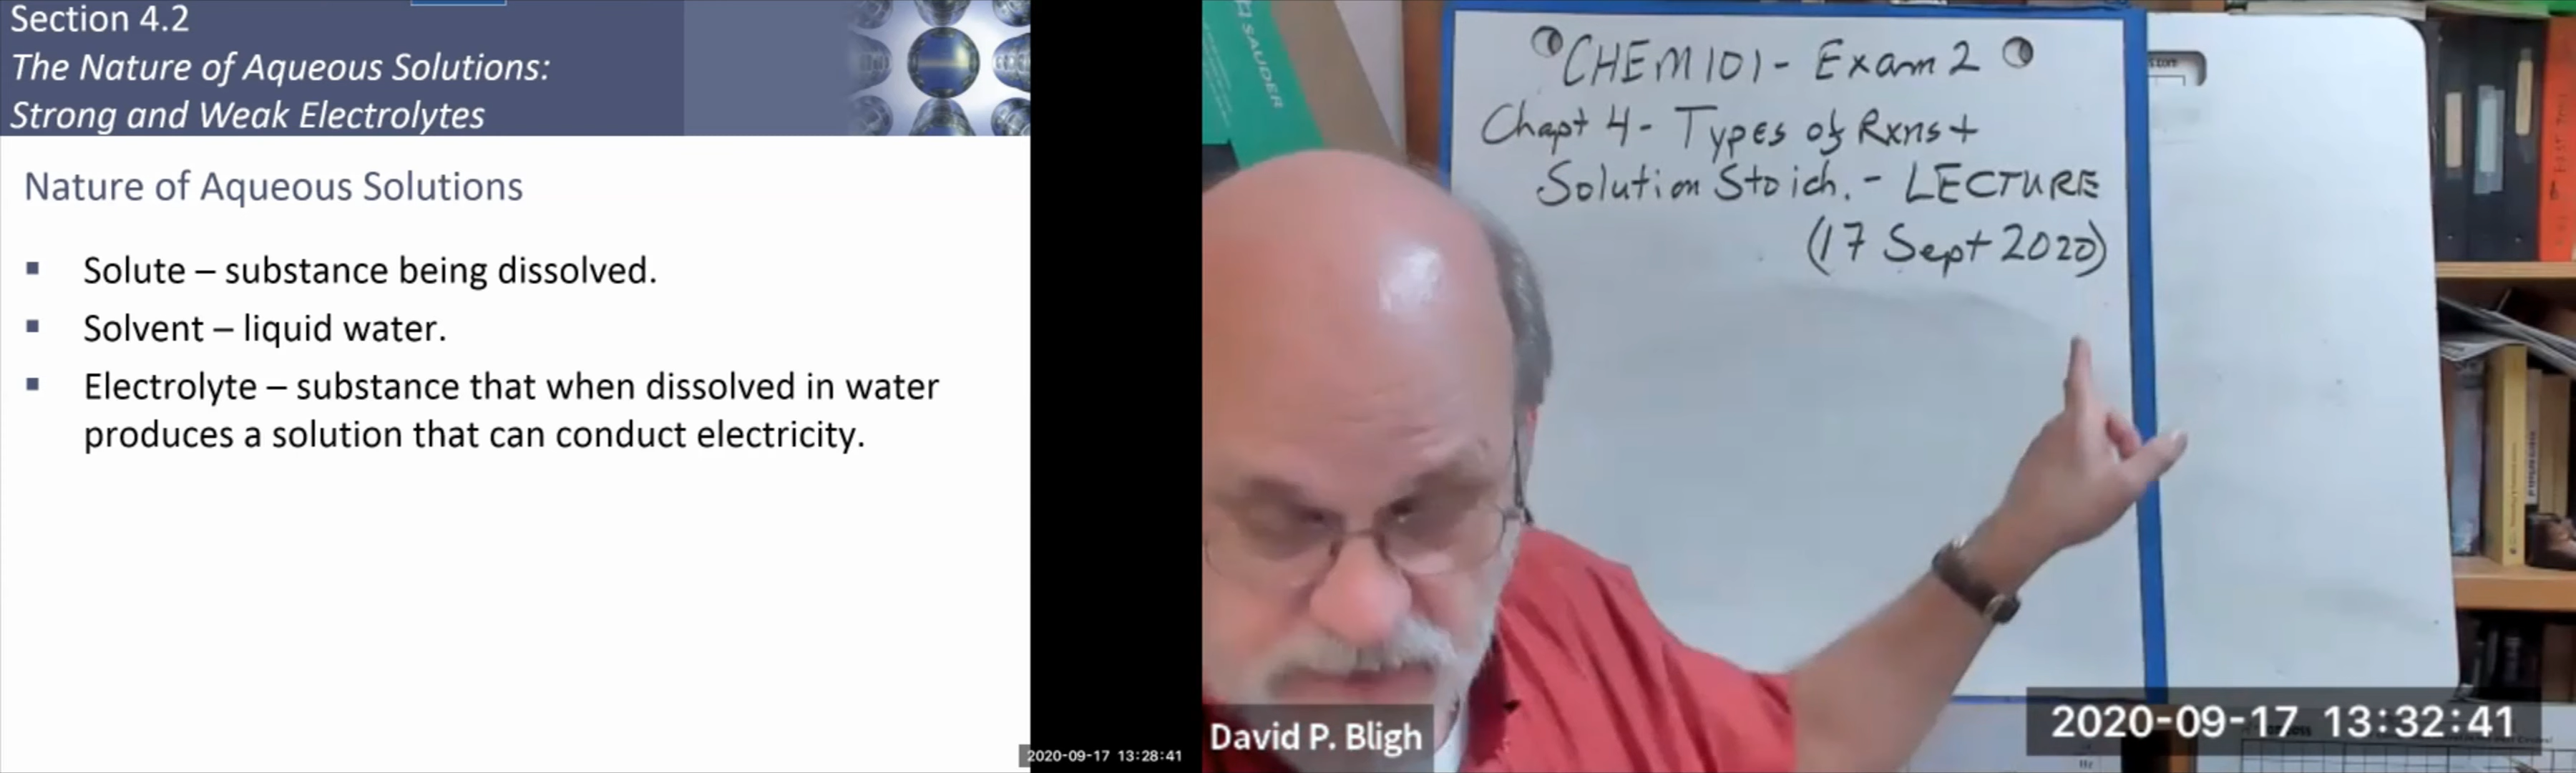 Section 4.2
The Nature of Aqueous Solutions:
Strong and Weak Electrolytes
Nature of Aqueous Solutions
▪ Solute – substance being dissolved.
▪ Solvent – liquid water.
▪ Electrolyte – substance that when dissolved in water
produces a solution that can conduct electricity.
2020-09-17 13:28:41
SAUDER
CHEM 101 - Exam 2
Chapt 4 - Types of Rxns +
Solution Stoich. - LECTURE
(17 Sept 2020)
David P. Bligh
2020-09-17 13:32:41